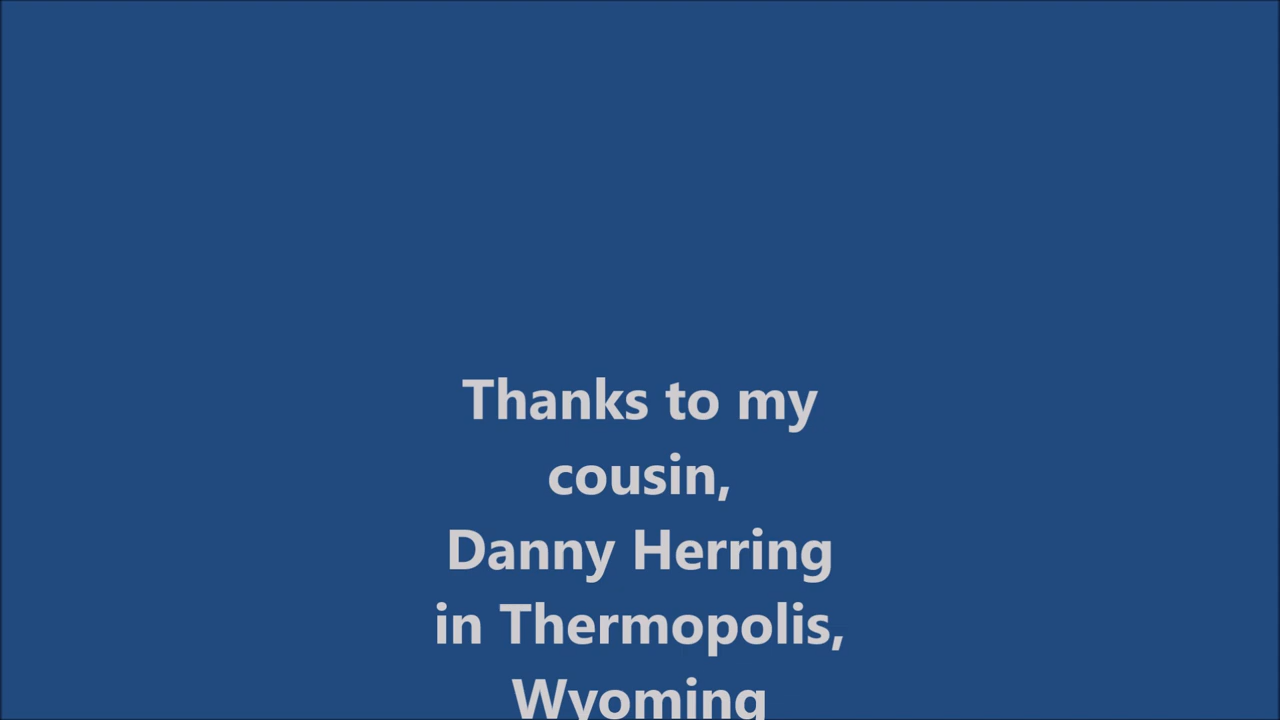 Thanks to my
cousin,
Danny Herring
in Thermopolis,
Wyoming